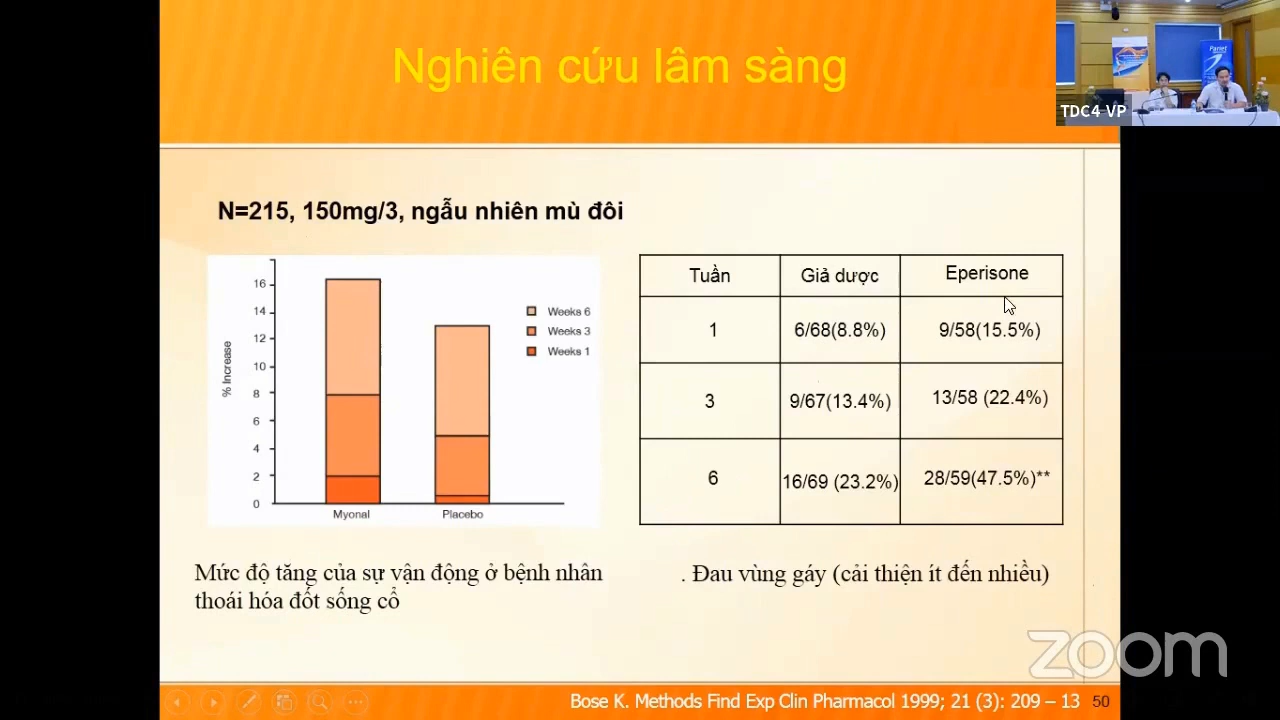 Nghiên cứu lâm sàng
Panet
TDC4 VP
N=215, 150mg/3, ngẫu nhiên mù đôi
% Increase
16
14
12
10
8
6
4
2
0
Myonal
Placebo
Weeks 6
Weeks 3
Weeks 1
Tuần Giả dược Eperisone
1 6/68(8.8%) 9/58(15.5%)
3 9/67(13.4%) 13/58 (22.4%)
6 16/69 (23.2%) 28/59(47.5%)**
Mức độ tăng của sự vận động ở bệnh nhân
thoái hóa đốt sống cổ
. Đau vùng gáy (cải thiện ít đến nhiều)
zoom
Bose K. Methods Find Exp Clin Pharmacol 1999; 21 (3): 209 – 13 50